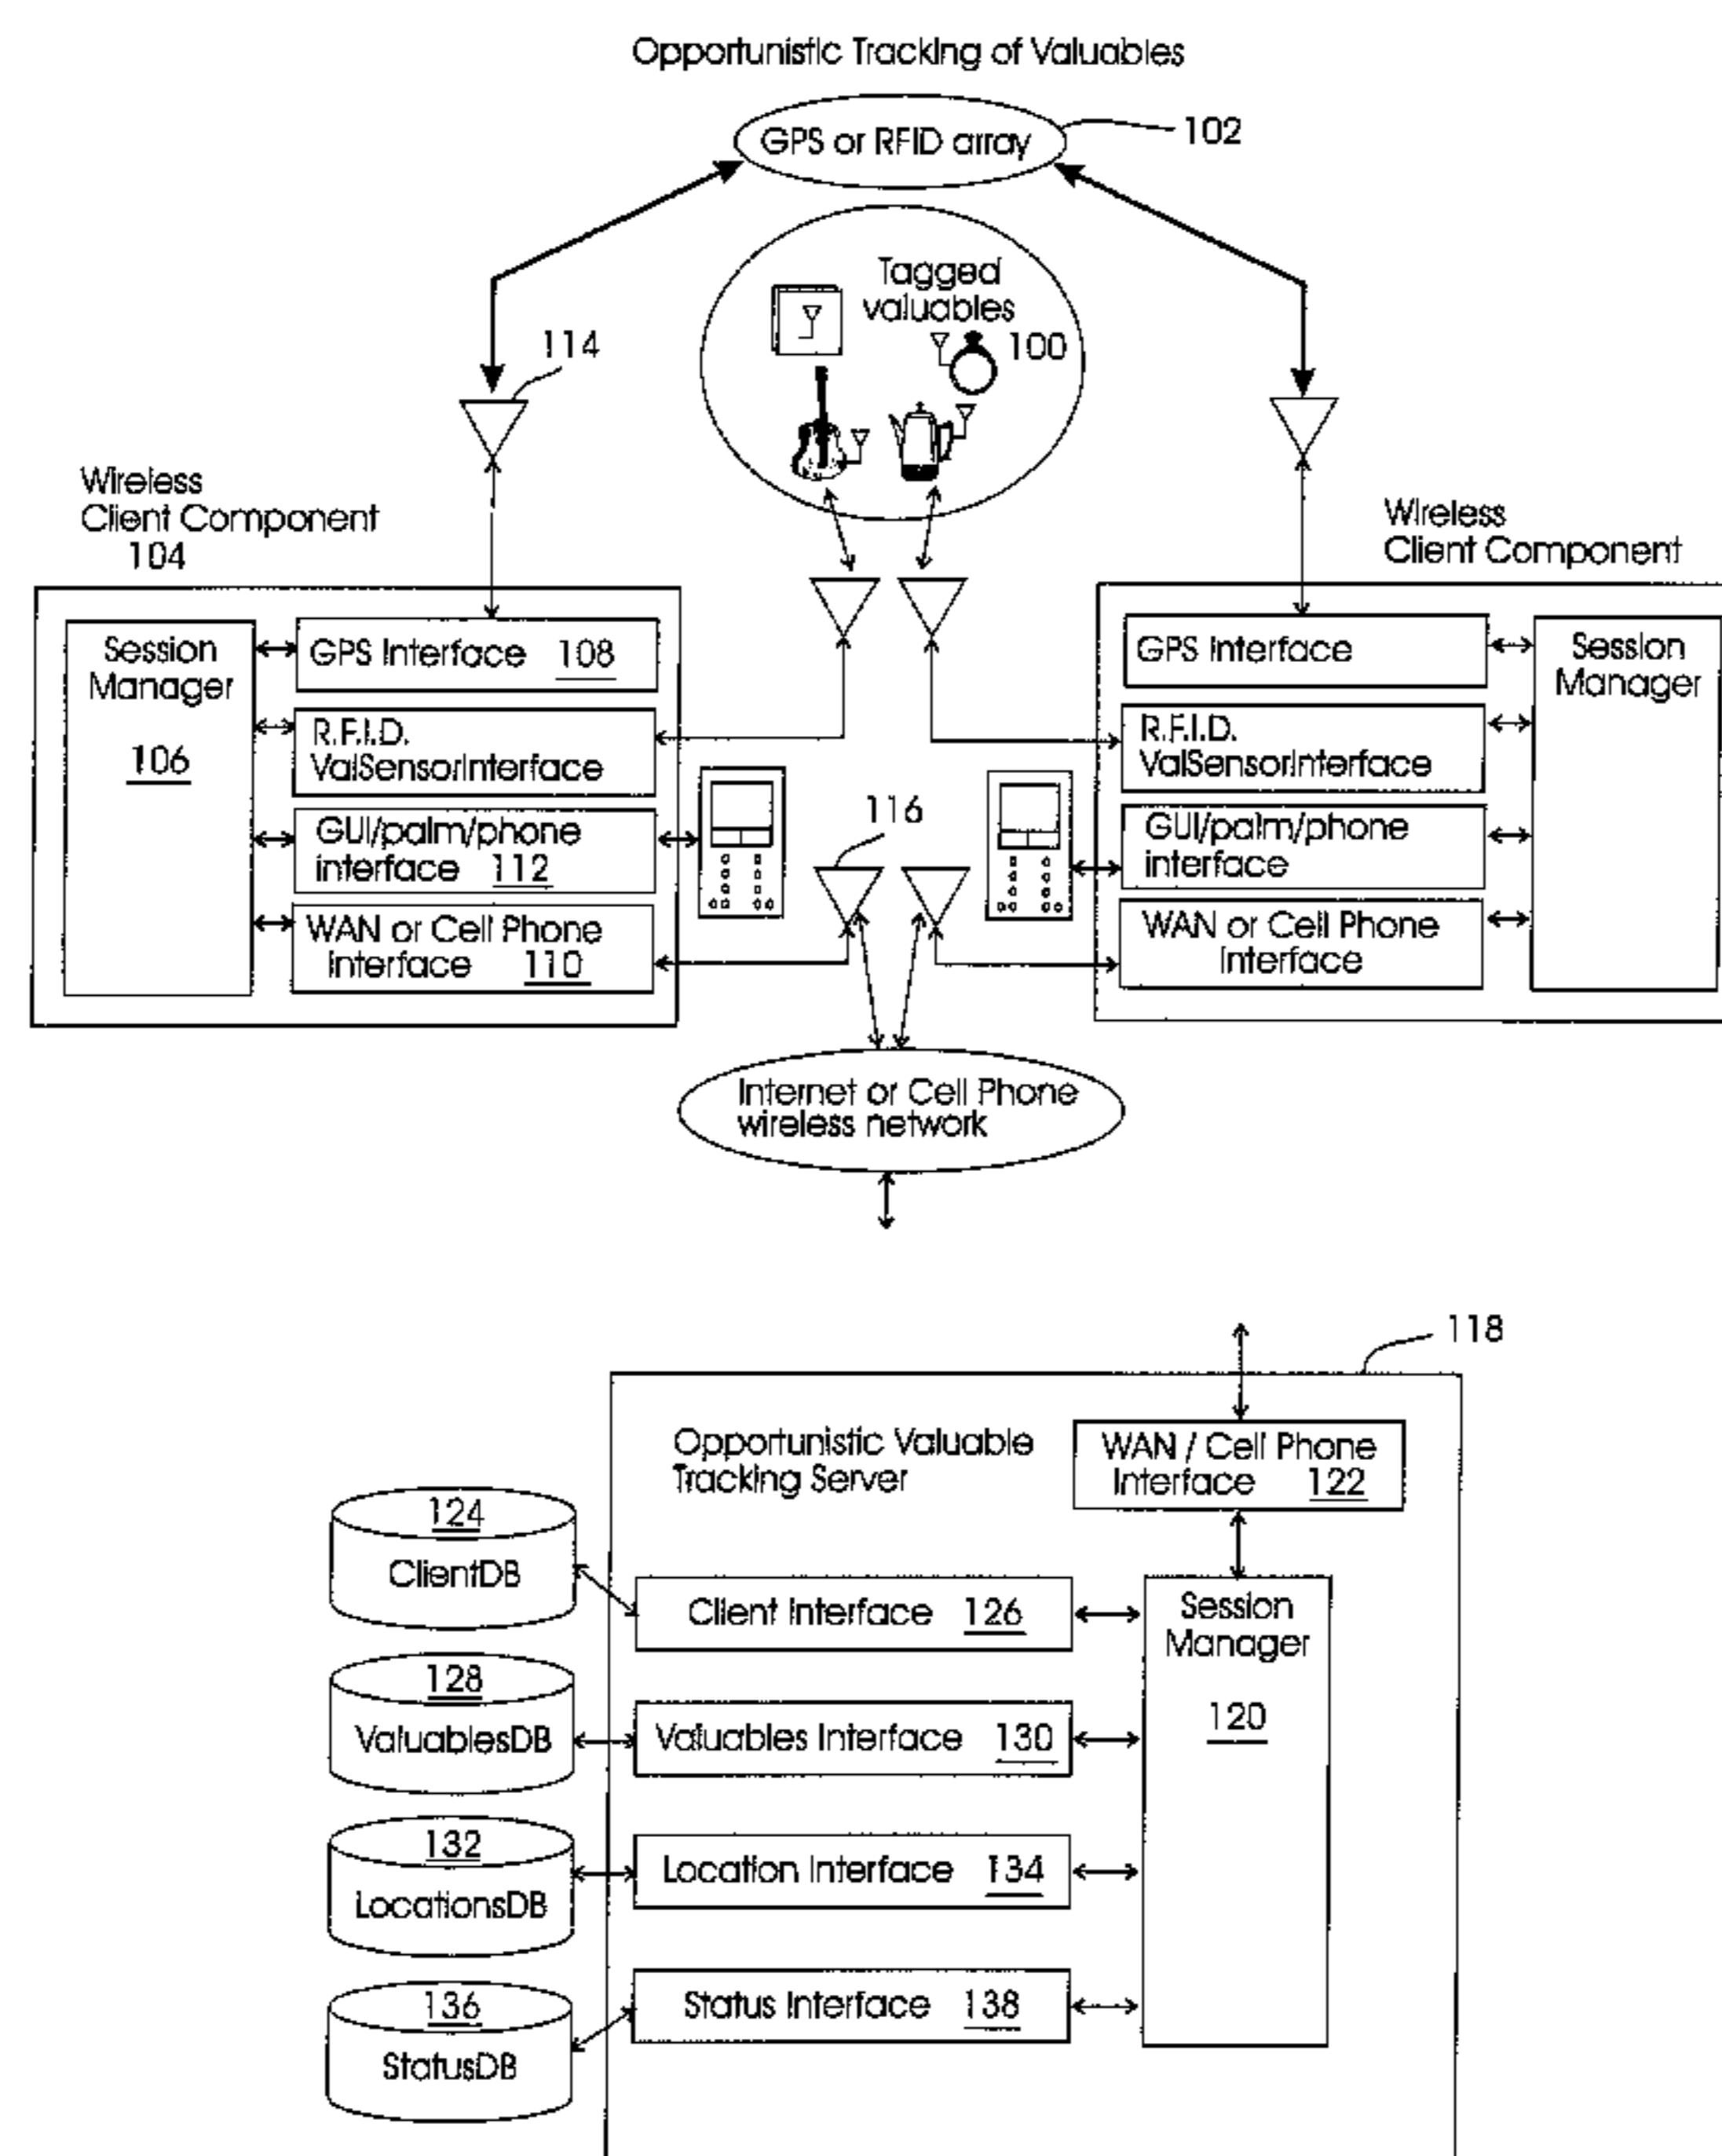 Opportunistic Tracking of Valuables
GPS or RFID array
102
Tagged
valuables
100
114
Wireless
Client Component
104
Wireless
Client Component
Session
Manager
106
GPS Interface 108
R.F.I.D.
ValSensorInterface
GUI/palm/phone
interface 112
WAN or Cell Phone
Interface 110
116
GPS Interface
R.F.I.D.
ValSensorInterface
GUI/palm/phone
interface
WAN or Cell Phone
Interface
Session
Manager
Internet or Cell Phone
wireless network
118
Opportunistic Valuable
Tracking Server
WAN / Cell Phone
Interface 122
124
ClientDB
Client Interface 126
Session
Manager
120
128
ValuablesDB
Valuables Interface 130
132
LocationsDB
Location Interface 134
136
StatusDB
Status Interface 138